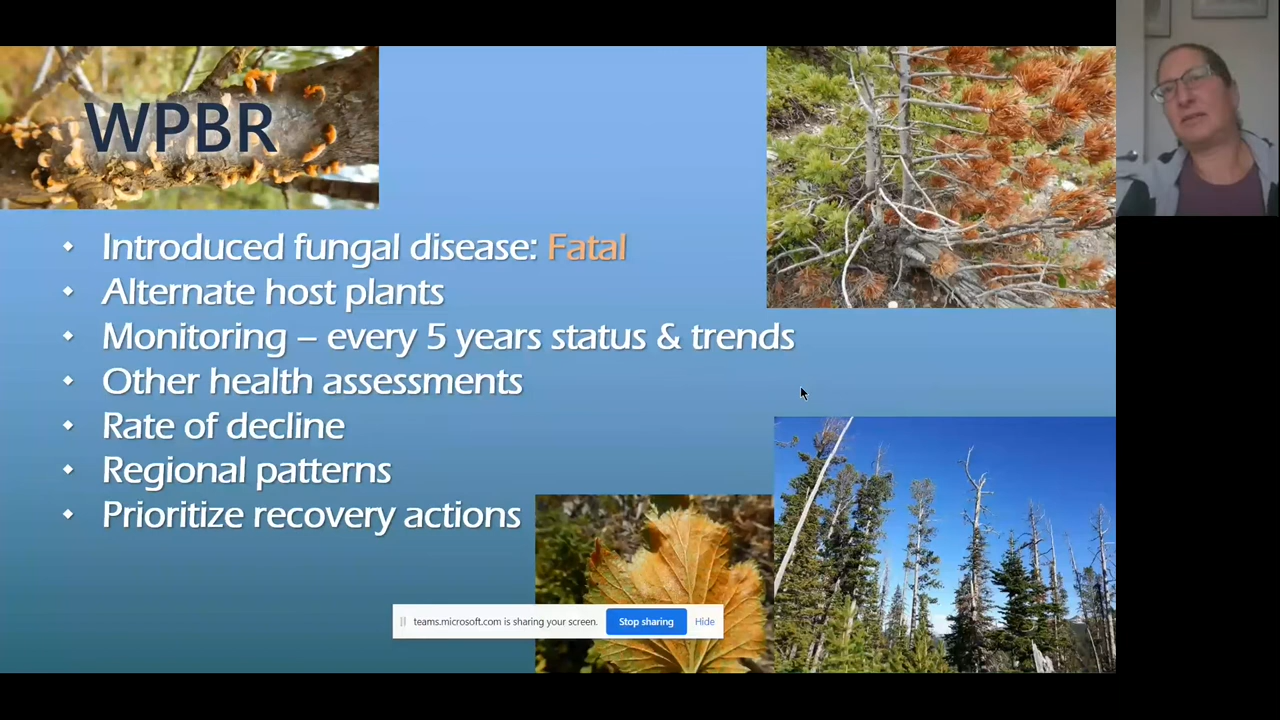 WPBR
Introduced fungal disease: Fatal
Alternate host plants
Monitoring – every 5 years status & trends
Other health assessments
Rate of decline
Regional patterns
Prioritize recovery actions
teams.microsoft.com is sharing your screen. Stop sharing Hide